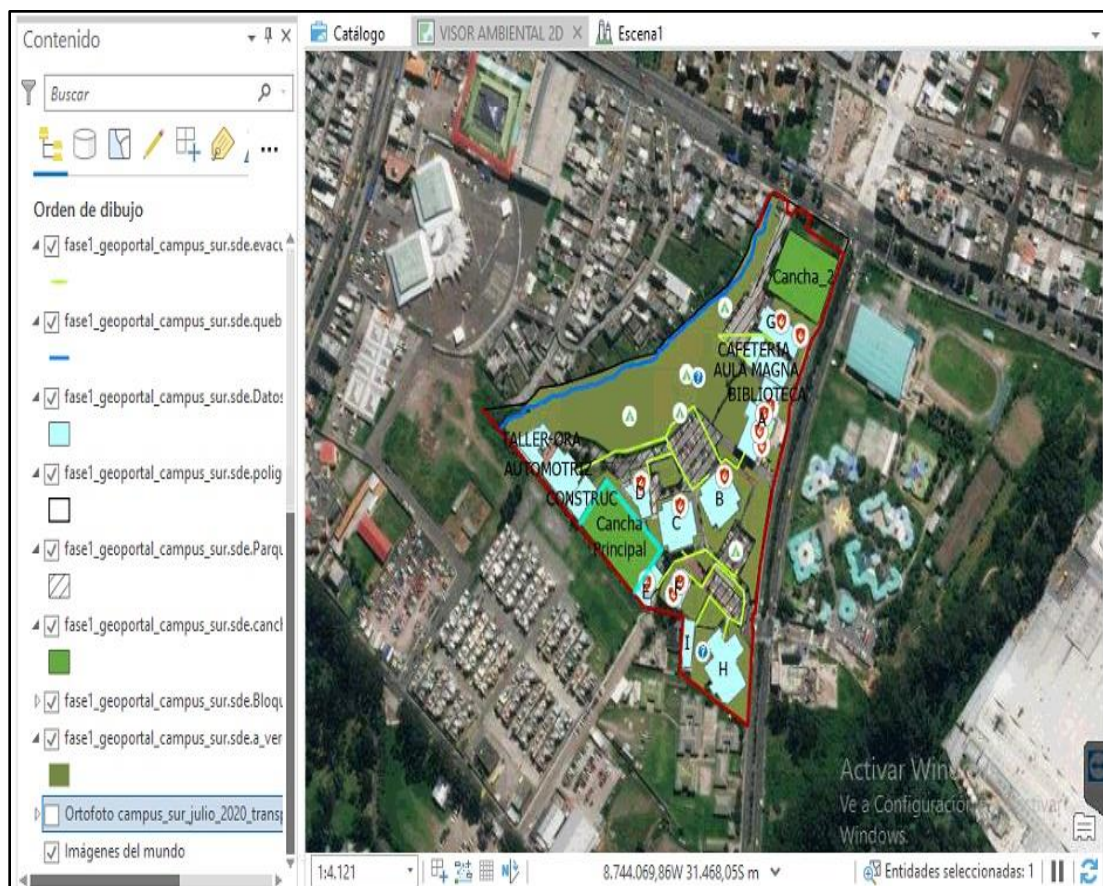 Contenido
Buscar
Orden de dibujo
fase1_geoportal_campus_sur.sde.evacu
fase1_geoportal_campus_sur.sde.queb
fase1_geoportal_campus_sur.sde.Datos
fase1_geoportal_campus_sur.sde.polig
fase1_geoportal_campus_sur.sde.Parqu
fase1_geoportal_campus_sur.sde.canch
fase1_geoportal_campus_sur.sde.Bloqu
fase1_geoportal_campus_sur.sde.a_ver
Ortofoto campus_sur_julio_2020_transp
Imágenes del mundo
Catálogo
VISOR AMBIENTAL 2D
Escena1
Cancha_2
G
CAFETERIA
AULA MAGNA
BIBLIOTECA
A
TALLER-ORA
AUTOMOTRIZ
CONSTRUC
D
B
C
Cancha
Principal
E
F
I
H
Activar Win
Ve a Configuración
Windows.
1:4.121
8.744.069,86W 31.468,05S m
Entidades seleccionadas: 1